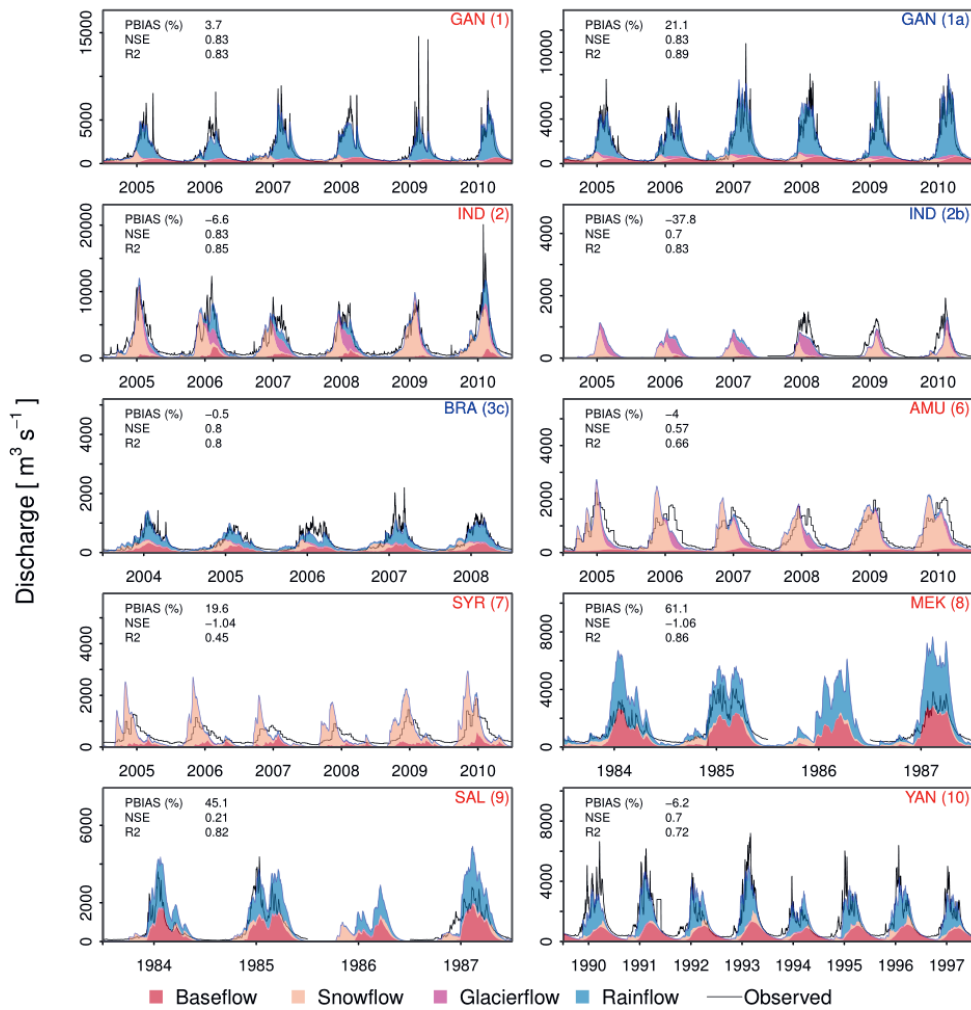 Discharge [ m³ s⁻¹ ]
GAN (1)
PBIAS (%) 3.7
NSE 0.83
R2 0.83
0 5000 15000
2005 2006 2007 2008 2009 2010
GAN (1a)
PBIAS (%) 21.1
NSE 0.83
R2 0.89
0 4000 10000
2005 2006 2007 2008 2009 2010
IND (2)
PBIAS (%) −6.6
NSE 0.83
R2 0.85
0 10000 20000
2005 2006 2007 2008 2009 2010
IND (2b)
PBIAS (%) −37.8
NSE 0.7
R2 0.83
0 2000 4000
2005 2006 2007 2008 2009 2010
BRA (3c)
PBIAS (%) −0.5
NSE 0.8
R2 0.8
0 2000 4000
2004 2005 2006 2007 2008
AMU (6)
PBIAS (%) −4
NSE 0.57
R2 0.66
0 2000 4000
2005 2006 2007 2008 2009 2010
SYR (7)
PBIAS (%) 19.6
NSE −1.04
R2 0.45
0 2000 4000
2005 2006 2007 2008 2009 2010
MEK (8)
PBIAS (%) 61.1
NSE −1.06
R2 0.86
0 4000 8000
1984 1985 1986 1987
SAL (9)
PBIAS (%) 45.1
NSE 0.21
R2 0.82
0 2000 6000
1984 1985 1986 1987
YAN (10)
PBIAS (%) −6.2
NSE 0.7
R2 0.72
0 4000 8000
1990 1991 1992 1993 1994 1995 1996 1997
Baseflow Snowflow Glacierflow Rainflow Observed